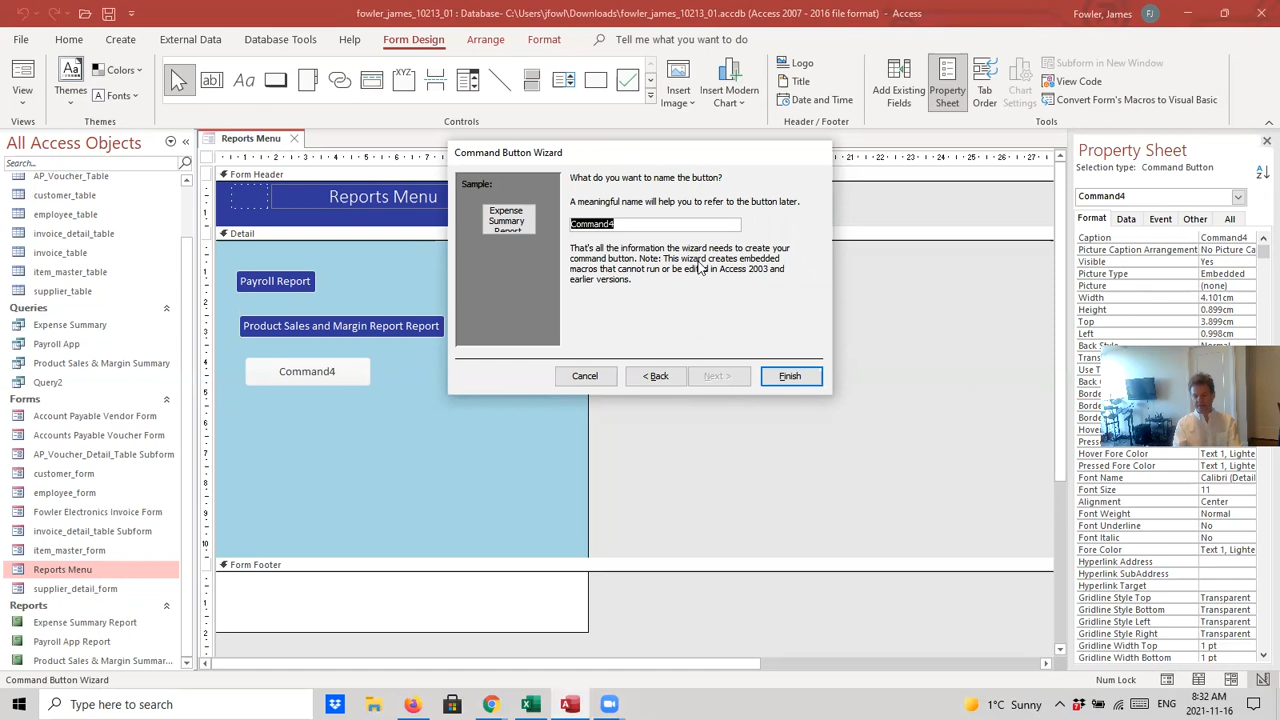 fowler_james_10213_01 : Database- C:\Users\jfowl\Downloads\fowler_james_10213_01.accdb (Access 2007 - 2016 file format) - Access
Fowler, James
FJ
File
Home
Create
External Data
Database Tools
Help
Form Design
Arrange
Format
Tell me what you want to do
View
Themes
Colors
Fonts
ab|
Aa
XYZ
Insert
Image
Insert Modern
Chart
Logo
Title
Date and Time
Add Existing
Fields
Property
Sheet
Tab
Order
Chart
Settings
Subform in New Window
View Code
Convert Form's Macros to Visual Basic
Views
Themes
Controls
Header / Footer
Tools
All Access Objects
Search...
AP_Voucher_Table
customer_table
employee_table
invoice_detail_table
invoice_table
item_master_table
supplier_table
Queries
Expense Summary
Payroll App
Product Sales & Margin Summary
Query2
Forms
Account Payable Vendor Form
Accounts Payable Voucher Form
AP_Voucher_Detail_Table Subform
customer_form
employee_form
Fowler Electronics Invoice Form
invoice_detail_table Subform
item_master_form
Reports Menu
supplier_detail_form
Reports
Expense Summary Report
Payroll App Report
Product Sales & Margin Summar...
Reports Menu
Form Header
Reports Menu
Detail
Payroll Report
Product Sales and Margin Report Report
Command4
Form Footer
Command Button Wizard
Sample:
Expense
Summary
Report
What do you want to name the button?
A meaningful name will help you to refer to the button later.
Command4
That's all the information the wizard needs to create your
command button. Note: This wizard creates embedded
macros that cannot run or be edited in Access 2003 and
earlier versions.
Cancel
< Back
Next >
Finish
21 22 23 24 25 26 27
Property Sheet
Selection type: Command Button
Command4
Format
Data
Event
Other
All
Caption Command4
Picture Caption Arrangement No Picture Ca
Visible Yes
Picture Type Embedded
Picture (none)
Width 4.101cm
Height 0.899cm
Top 3.899cm
Left 0.998cm
Hover Fore Color Text 1, Lighte
Pressed Fore Color Text 1, Lighte
Font Name Calibri (Detai
Font Size 11
Alignment Center
Font Weight Normal
Font Underline No
Font Italic No
Fore Color Text 1, Lighte
Hyperlink Address
Hyperlink SubAddress
Hyperlink Target
Gridline Style Top Transparent
Gridline Style Bottom Transparent
Gridline Style Left Transparent
Gridline Style Right Transparent
Gridline Width Top 1 pt
Gridline Width Bottom 1 pt
Command Button Wizard
Num Lock
Type here to search
1°C Sunny
ENG
8:32 AM
2021-11-16